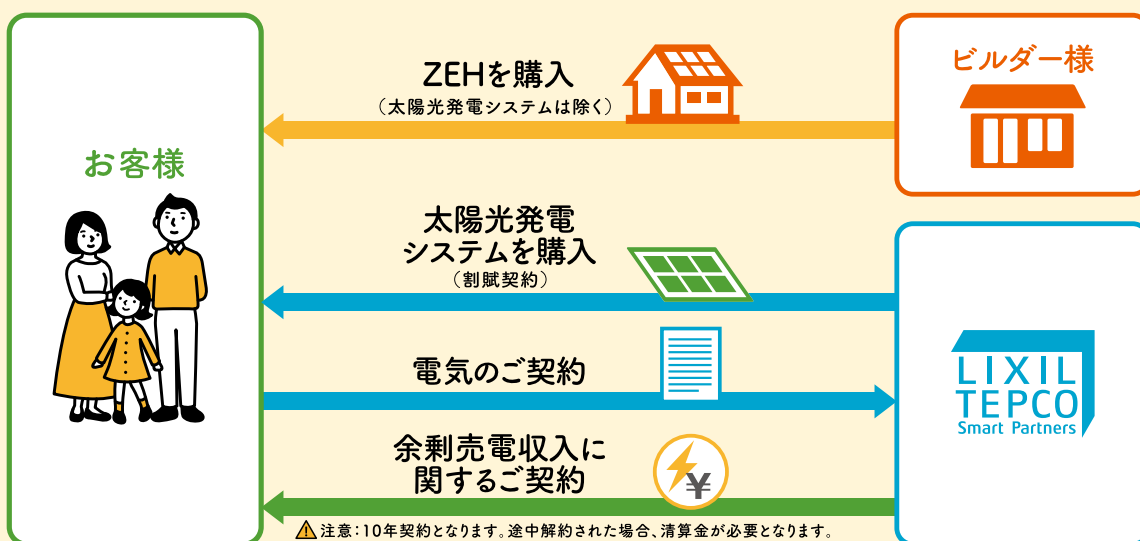 お客様
ZEHを購入
（太陽光発電システムは除く）
ビルダー様
太陽光発電
システムを購入
（割賦契約）
電気のご契約
余剰売電収入に
関するご契約
¥
LIXIL
TEPCO
Smart Partners
注意：10年契約となります。途中解約された場合、清算金が必要となります。